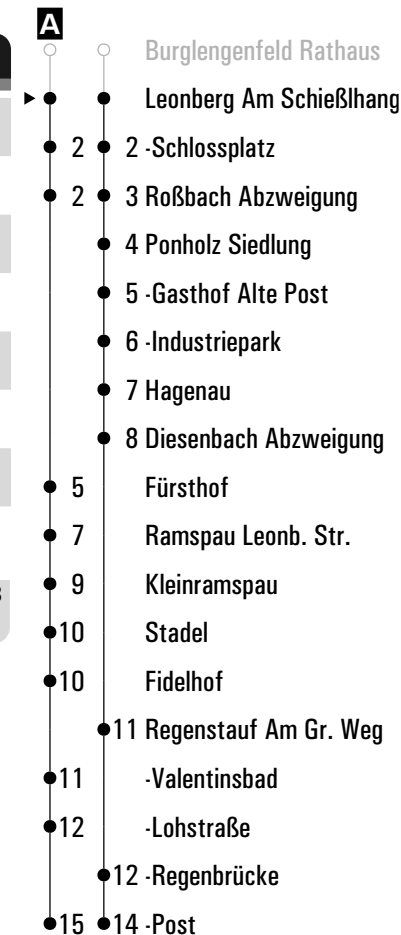 A
Burglengenfeld Rathaus
Leonberg Am Schießlhang
2 2 -Schlossplatz
2 3 Roßbach Abzweigung
4 Ponholz Siedlung
5 -Gasthof Alte Post
6 -Industriepark
7 Hagenau
8 Diesenbach Abzweigung
5 Fürsthof
7 Ramspau Leonb. Str.
9 Kleinramspau
10 Stadel
10 Fidelhof
11 Regenstauf Am Gr. Weg
11 -Valentinsbad
12 -Lohstraße
12 -Regenbrücke
15 14 -Post